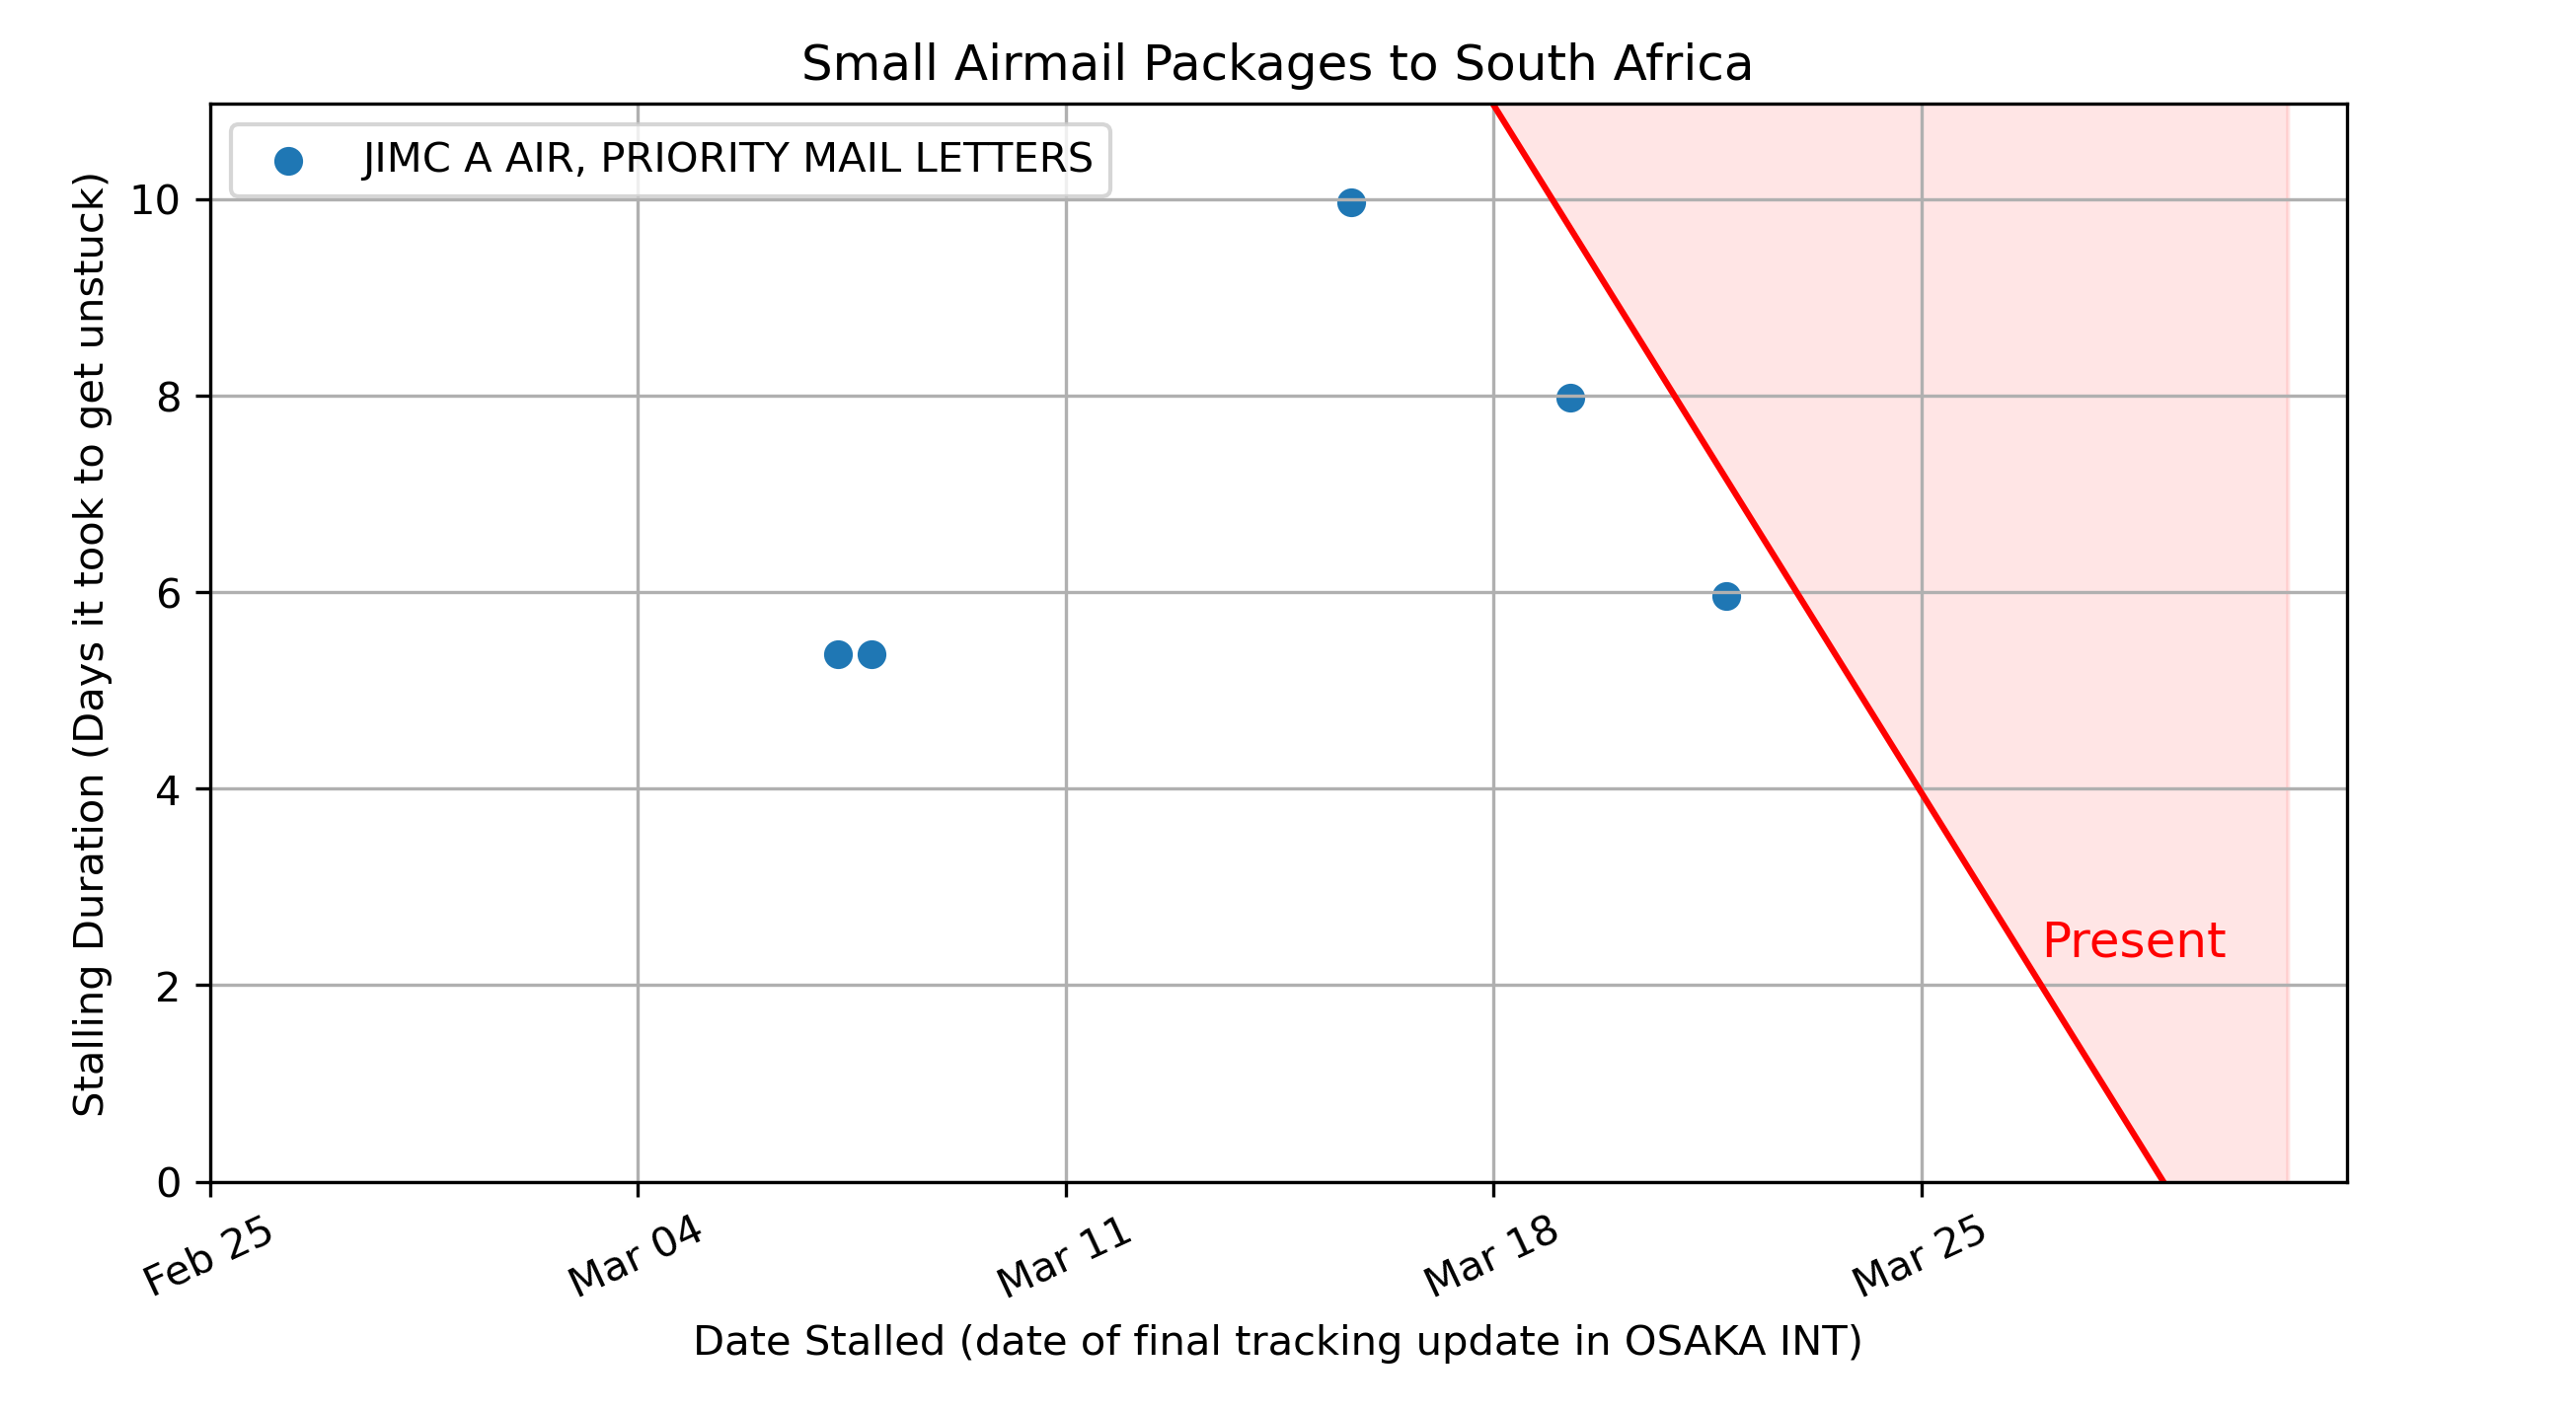 Small Airmail Packages to South Africa
JIMC A AIR, PRIORITY MAIL LETTERS
Stalling Duration (Days it took to get unstuck)
10
8
6
4
2
0
Present
Feb 25
Mar 04
Mar 11
Mar 18
Mar 25
Date Stalled (date of final tracking update in OSAKA INT)